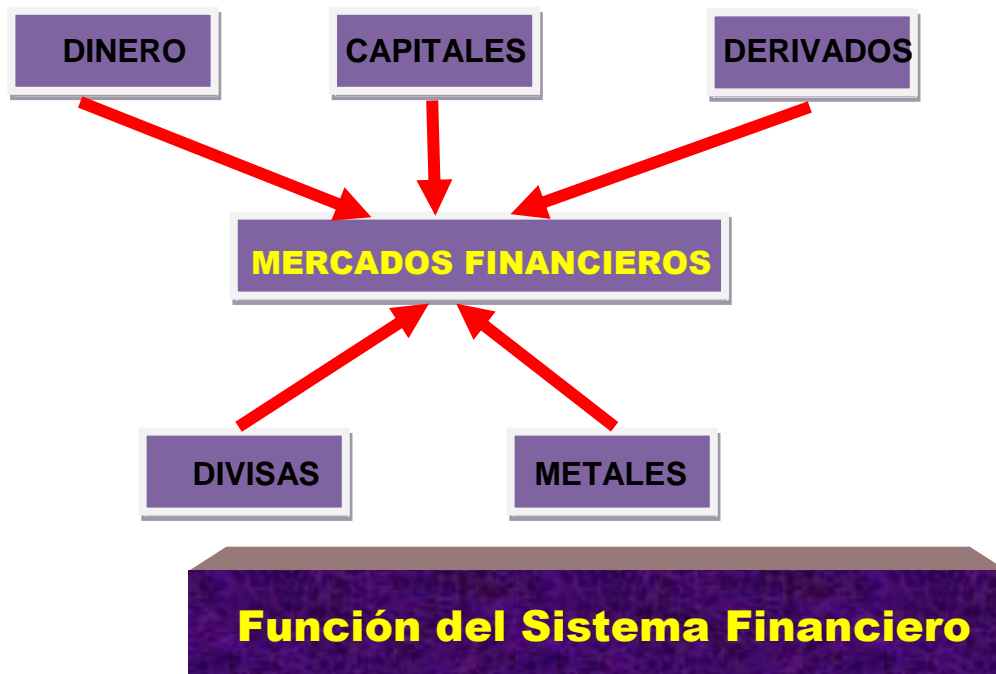 DINERO
CAPITALES
DERIVADOS
MERCADOS FINANCIEROS
DIVISAS
METALES
Función del Sistema Financiero